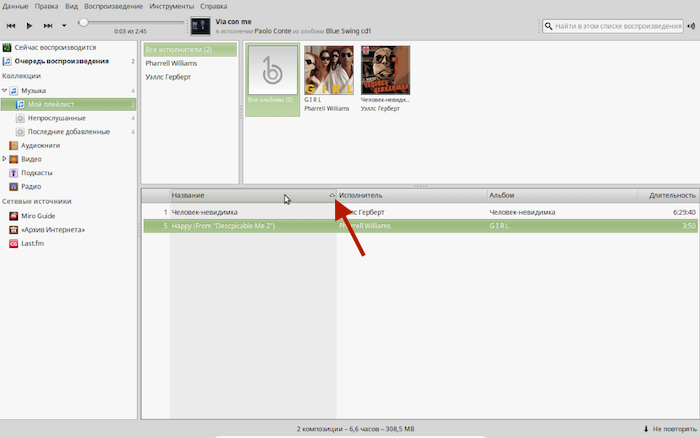 Данные Правка Вид Воспроизведение Инструменты Справка
Via con me
0:03 из 2:45
в исполнении Paolo Conte из альбома Blue Swing cd1
Найти в этом списке воспроизведения
Сейчас воспроизводится
Очередь воспроизведения 2
Коллекции
Музыка 4
Мой плейлист 2
Непрослушанные 4
Последние добавленные 4
Аудиокниги
Видео
Подкасты
Радио
Сетевые источники
Miro Guide
«Архив Интернета»
Last.fm
Все исполнители (2)
Pharrell Williams
Уэллс Герберт
Все альбомы (2)
GIRL
G I R L
Pharrell Williams
Человек-невиди...
Уэллс Герберт
Название Исполнитель Альбом Длительность
1 Человек-невидимка Герберт Человек-невидимка 6:29:40
5 Happy (From "Descpicable Me 2") Pharrell Williams G I R L 3:50
2 композиции – 6,6 часов – 308,5 MB
Не повторять